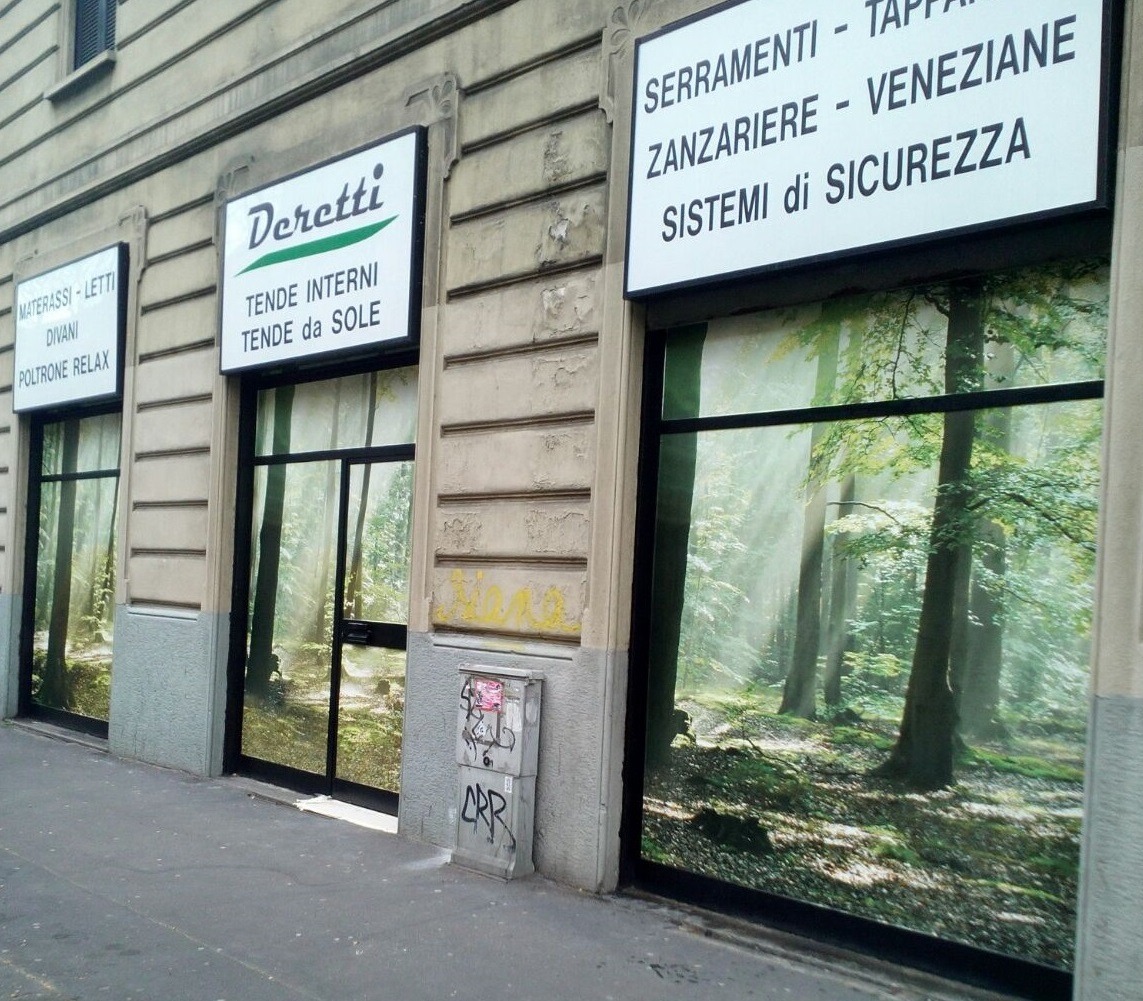 MATERASSI - LETTI
DIVANI
POLTRONE RELAX
Deretti
TENDE INTERNI
TENDE da SOLE
SERRAMENTI - TAPPA
ZANZARIERE - VENEZIANE
SISTEMI di SICUREZZA
CRR